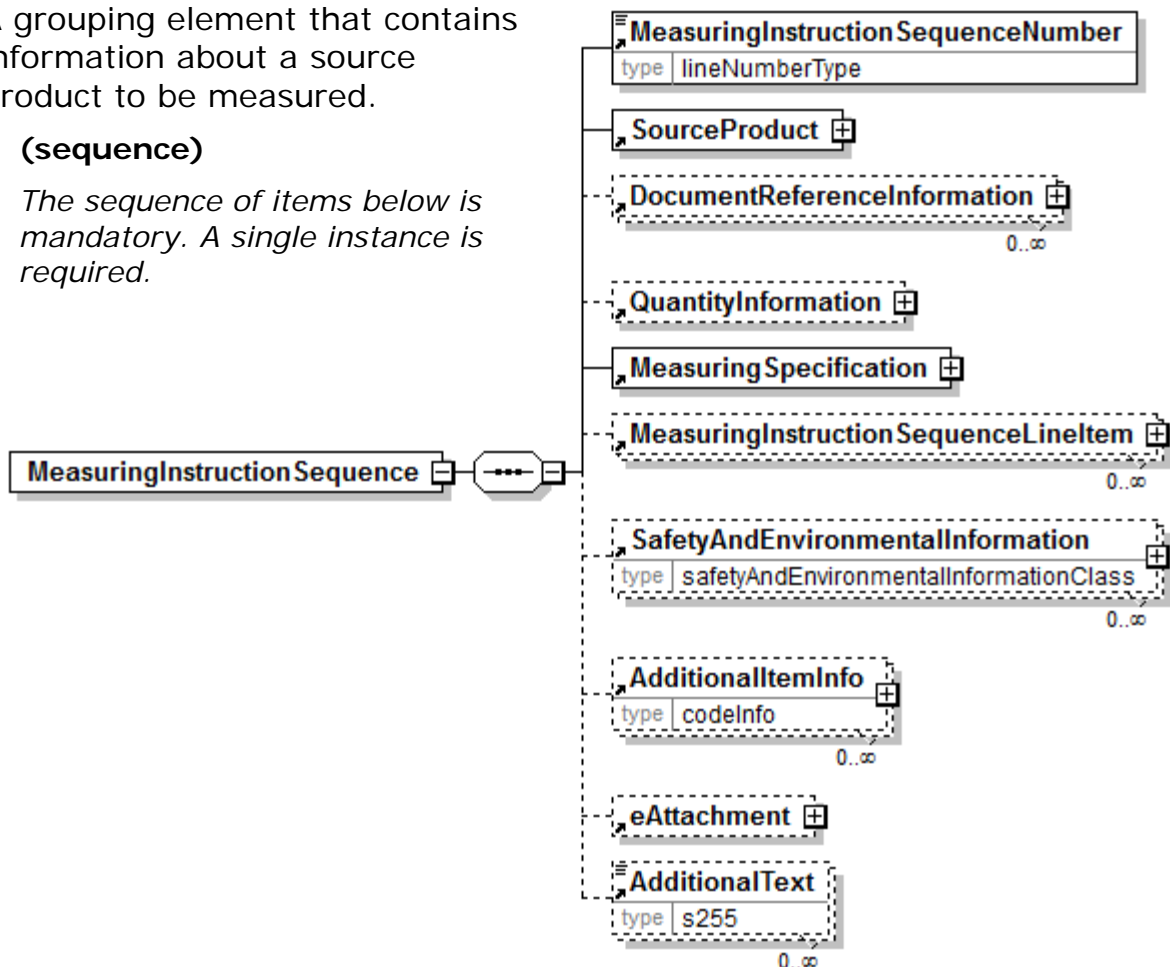 A grouping element that contains
information about a source
product to be measured.
(sequence)
The sequence of items below is
mandatory. A single instance is
required.
MeasuringInstructionSequence
MeasuringInstructionSequenceNumber
type lineNumberType
SourceProduct
DocumentReferenceInformation
0..∞
QuantityInformation
MeasuringSpecification
MeasuringInstructionSequenceLineItem
0..∞
SafetyAndEnvironmentalInformation
type safetyAndEnvironmentalInformationClass
0..∞
AdditionalItemInfo
type codeInfo
0..∞
eAttachment
AdditionalText
type s255
0..∞